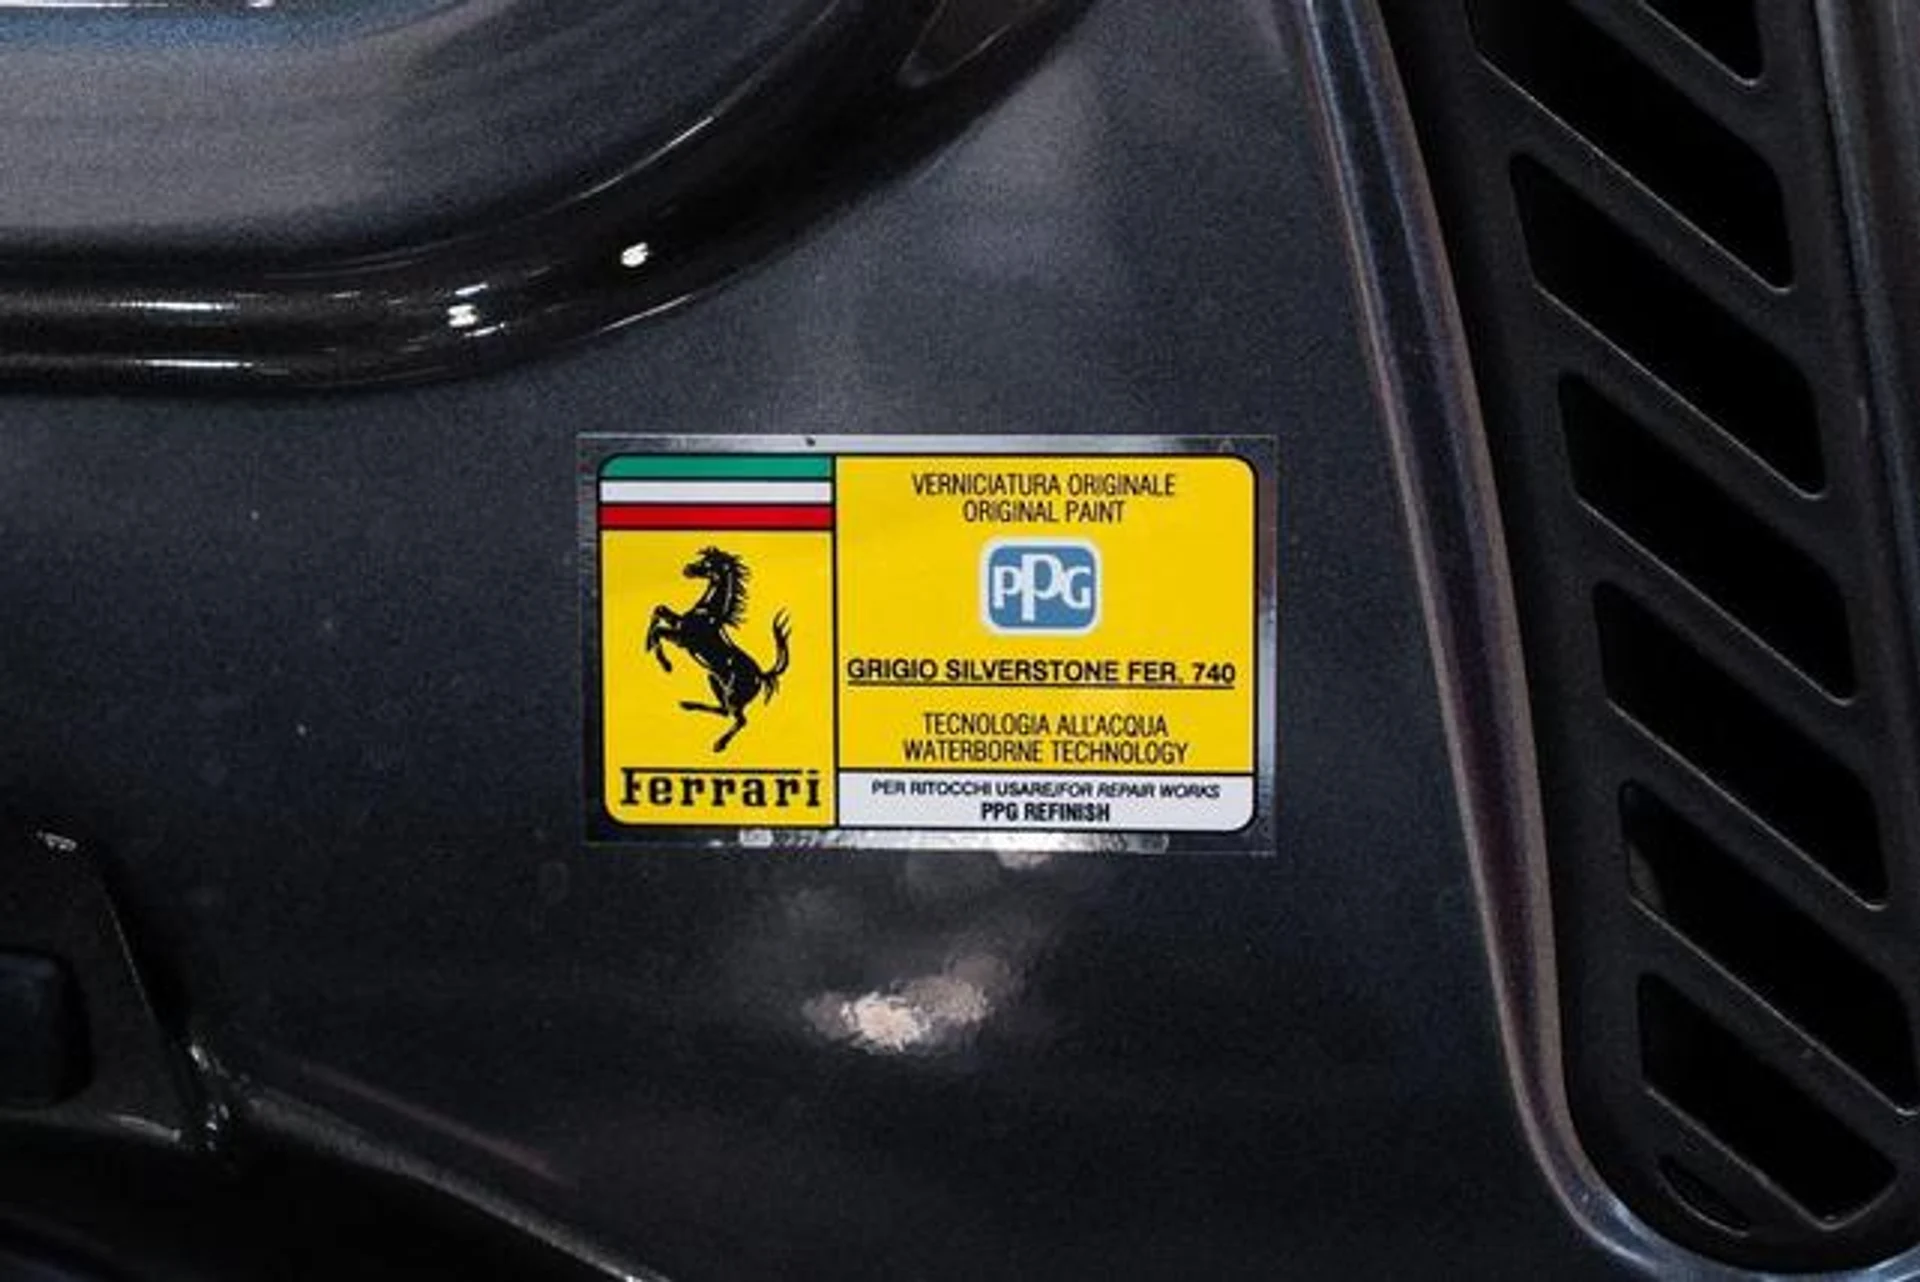 VERNICIATURA ORIGINALE
ORIGINAL PAINT
PPG
GRIGIO SILVERSTONE FER. 740
TECNOLOGIA ALL'ACQUA
WATERBORNE TECHNOLOGY
Ferrari
PER RITOCCHI USARE/FOR REPAIR WORKS
PPG REFINISH